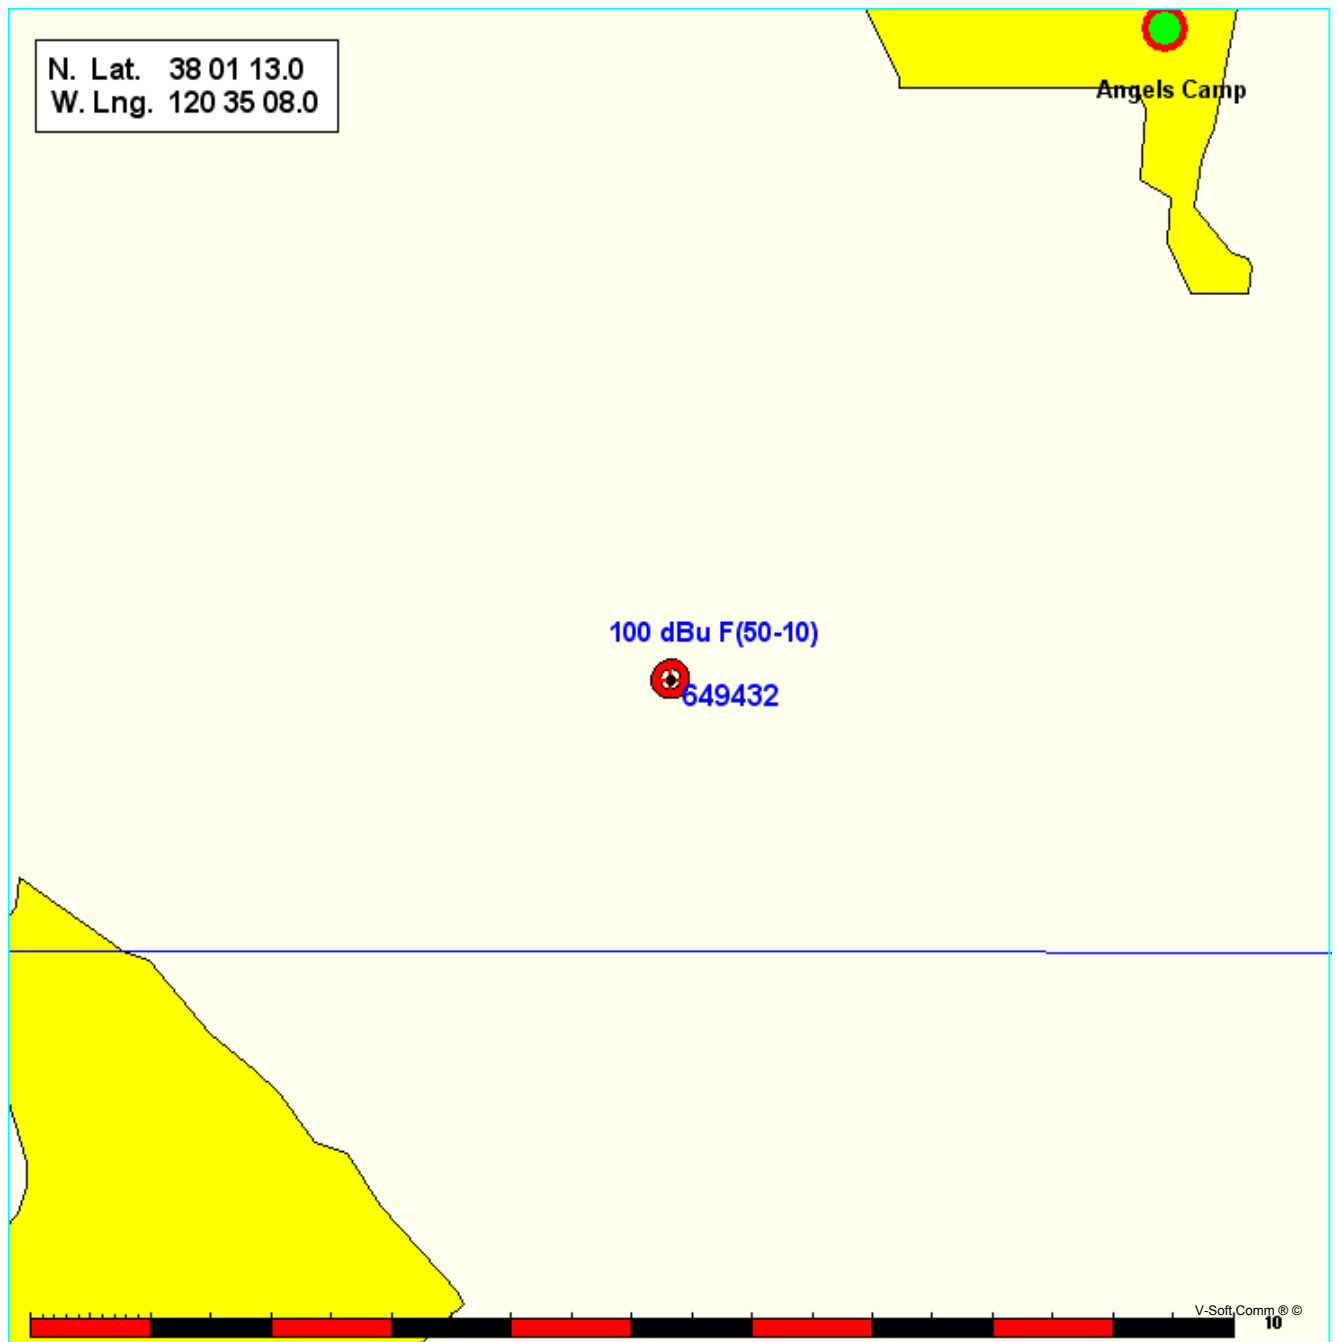 N. Lat. 38 01 13.0
W. Lng. 120 35 08.0
Angels Camp
100 dBu F(50-10)
649432
V-Soft Comm ® ©
10